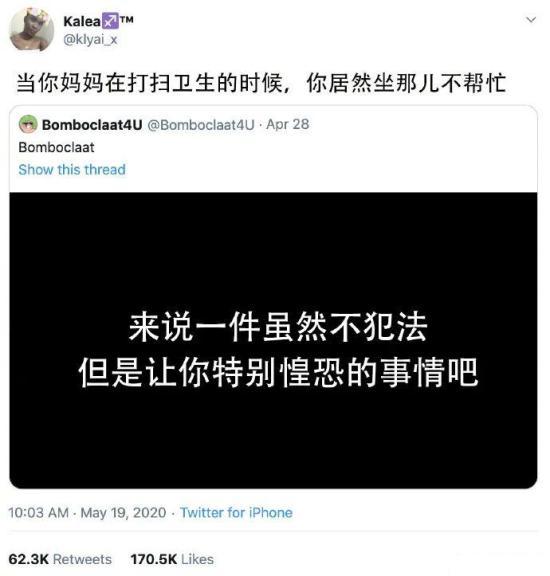 Kalea♐™
@klyai_x
当你妈妈在打扫卫生的时候，你居然坐那儿不帮忙
Bomboclaat4U @Bomboclaat4U · Apr 28
Bomboclaat
Show this thread
来说一件虽然不犯法
但是让你特别惶恐的事情吧
10:03 AM · May 19, 2020 · Twitter for iPhone
62.3K Retweets 170.5K Likes